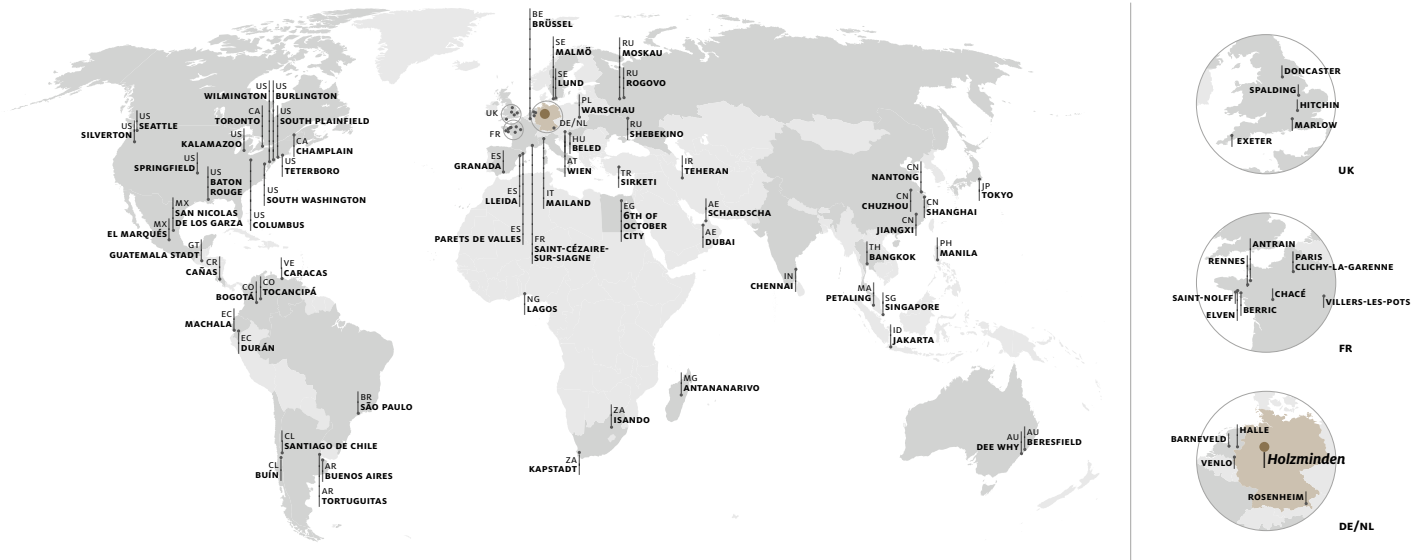 BE
BRÜSSEL
SE
MALMÖ
RU
MOSKAU
SE
LUND
RU
ROGOVO
PL
WARSCHAU
DE/NL
RU
SHEBEKINO
HU
BELED
AT
WIEN
UK
FR
US
WILMINGTON
US
BURLINGTON
CA
TORONTO
US
SOUTH PLAINFIELD
US
SEATTLE
US
SILVERTON
US
KALAMAZOO
CA
CHAMPLAIN
US
SPRINGFIELD
US
TETERBORO
US
BATON
ROUGE
US
SOUTH WASHINGTON
US
COLUMBUS
MX
SAN NICOLAS
DE LOS GARZA
MX
EL MARQUÉS
GT
GUATEMALA STADT
CR
CAÑAS
VE
CARACAS
CO
BOGOTÁ
CO
TOCANCIPÁ
EC
MACHALA
EC
DURÁN
BR
SÃO PAULO
CL
SANTIAGO DE CHILE
CL
BUÍN
AR
BUENOS AIRES
AR
TORTUGUITAS
ES
GRANADA
ES
LLEIDA
ES
PARETS DE VALLES
IT
MAILAND
FR
SAINT-CÉZAIRE-
SUR-SIAGNE
TR
SIRKETI
IR
TEHERAN
EG
6TH OF
OCTOBER
CITY
AE
SCHARDSCHA
AE
DUBAI
NG
LAGOS
MG
ANTANANARIVO
ZA
ISANDO
ZA
KAPSTADT
IN
CHENNAI
CN
NANTONG
CN
CHUZHOU
CN
SHANGHAI
CN
JIANGXI
JP
TOKYO
TH
BANGKOK
PH
MANILA
MA
PETALING
SG
SINGAPORE
ID
JAKARTA
AU
DEE WHY
AU
BERESFIELD
DONCASTER
SPALDING
HITCHIN
MARLOW
EXETER
UK
ANTRAIN
RENNES
PARIS
CLICHY-LA-GARENNE
SAINT-NOLFF
CHACÉ
VILLERS-LES-POTS
ELVEN
BERRIC
FR
HALLE
BARNEVELD
VENLO
Holzminden
ROSENHEIM
DE/NL